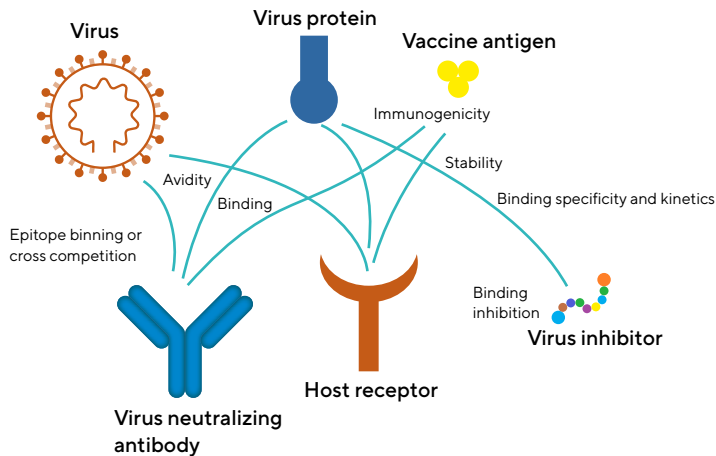 Virus protein
Virus
Vaccine antigen
Immunogenicity
Stability
Avidity
Binding
Binding specificity and kinetics
Epitope binning or
cross competition
Binding
inhibition
Virus inhibitor
Host receptor
Virus neutralizing
antibody